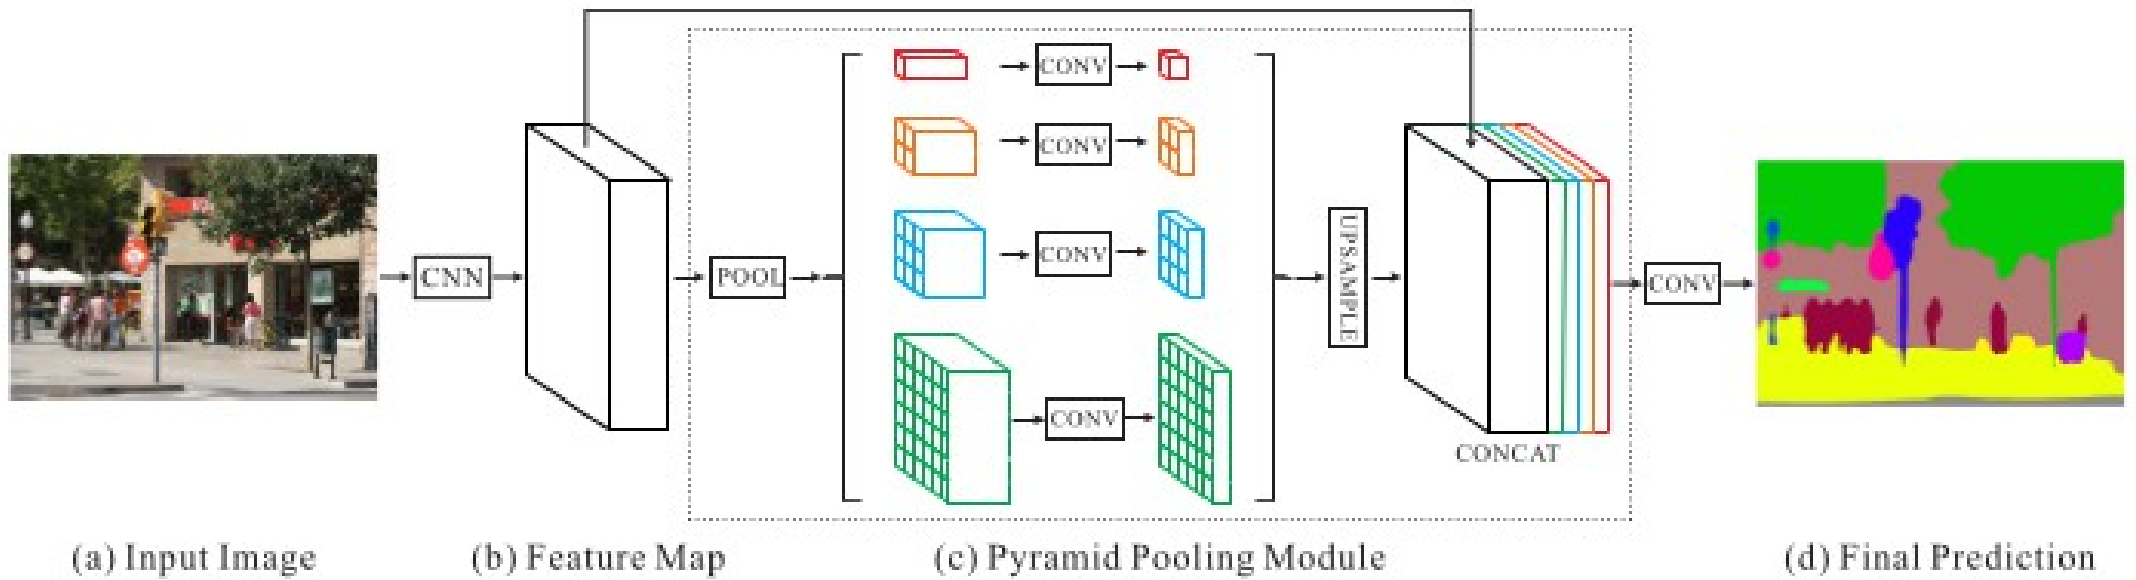 CONV
CONV
CONV
CONV
CNN
POOL
UPSAMPLE
CONCAT
CONV
(a) Input Image
(b) Feature Map
(c) Pyramid Pooling Module
(d) Final Prediction